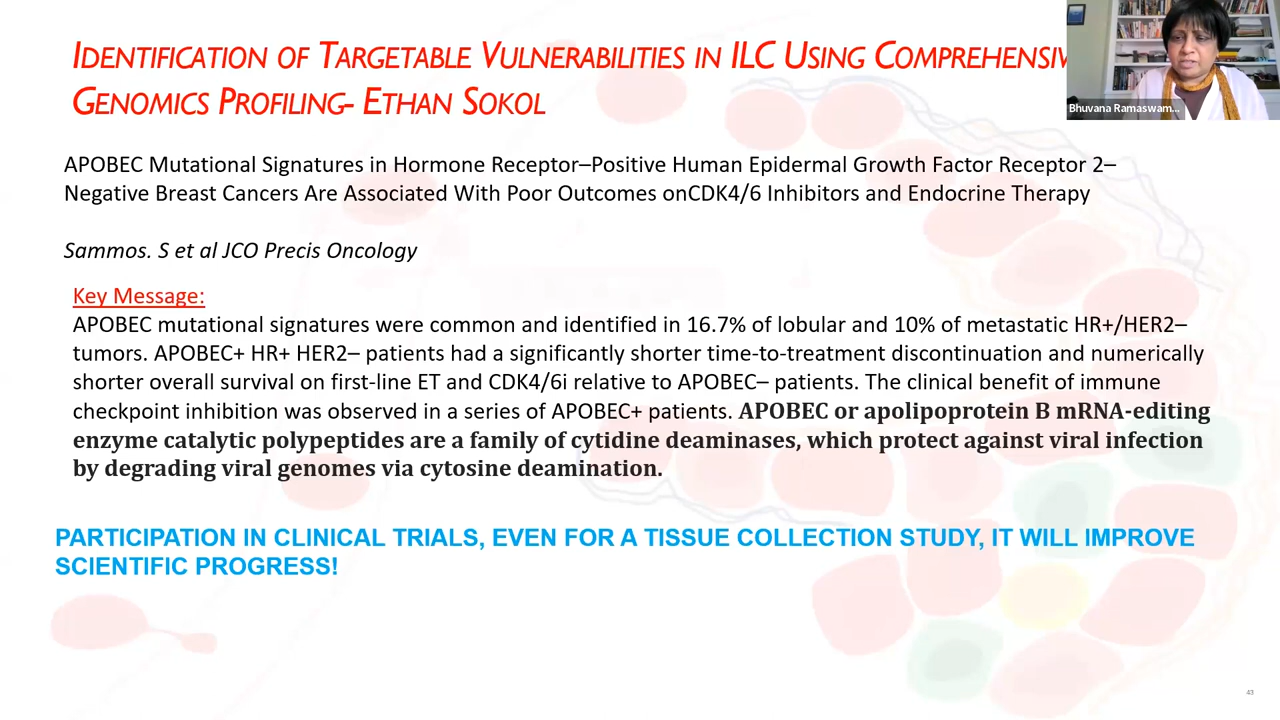 IDENTIFICATION OF TARGETABLE VULNERABILITIES IN ILC USING COMPREHENSIV
GENOMICS PROFILING- ETHAN SOKOL
Bhuvana Ramaswam...
APOBEC Mutational Signatures in Hormone Receptor–Positive Human Epidermal Growth Factor Receptor 2–
Negative Breast Cancers Are Associated With Poor Outcomes onCDK4/6 Inhibitors and Endocrine Therapy
Sammos. S et al JCO Precis Oncology
Key Message:
APOBEC mutational signatures were common and identified in 16.7% of lobular and 10% of metastatic HR+/HER2–
tumors. APOBEC+ HR+ HER2– patients had a significantly shorter time-to-treatment discontinuation and numerically
shorter overall survival on first-line ET and CDK4/6i relative to APOBEC– patients. The clinical benefit of immune
checkpoint inhibition was observed in a series of APOBEC+ patients. APOBEC or apolipoprotein B mRNA-editing
enzyme catalytic polypeptides are a family of cytidine deaminases, which protect against viral infection
by degrading viral genomes via cytosine deamination.
PARTICIPATION IN CLINICAL TRIALS, EVEN FOR A TISSUE COLLECTION STUDY, IT WILL IMPROVE
SCIENTIFIC PROGRESS!
43